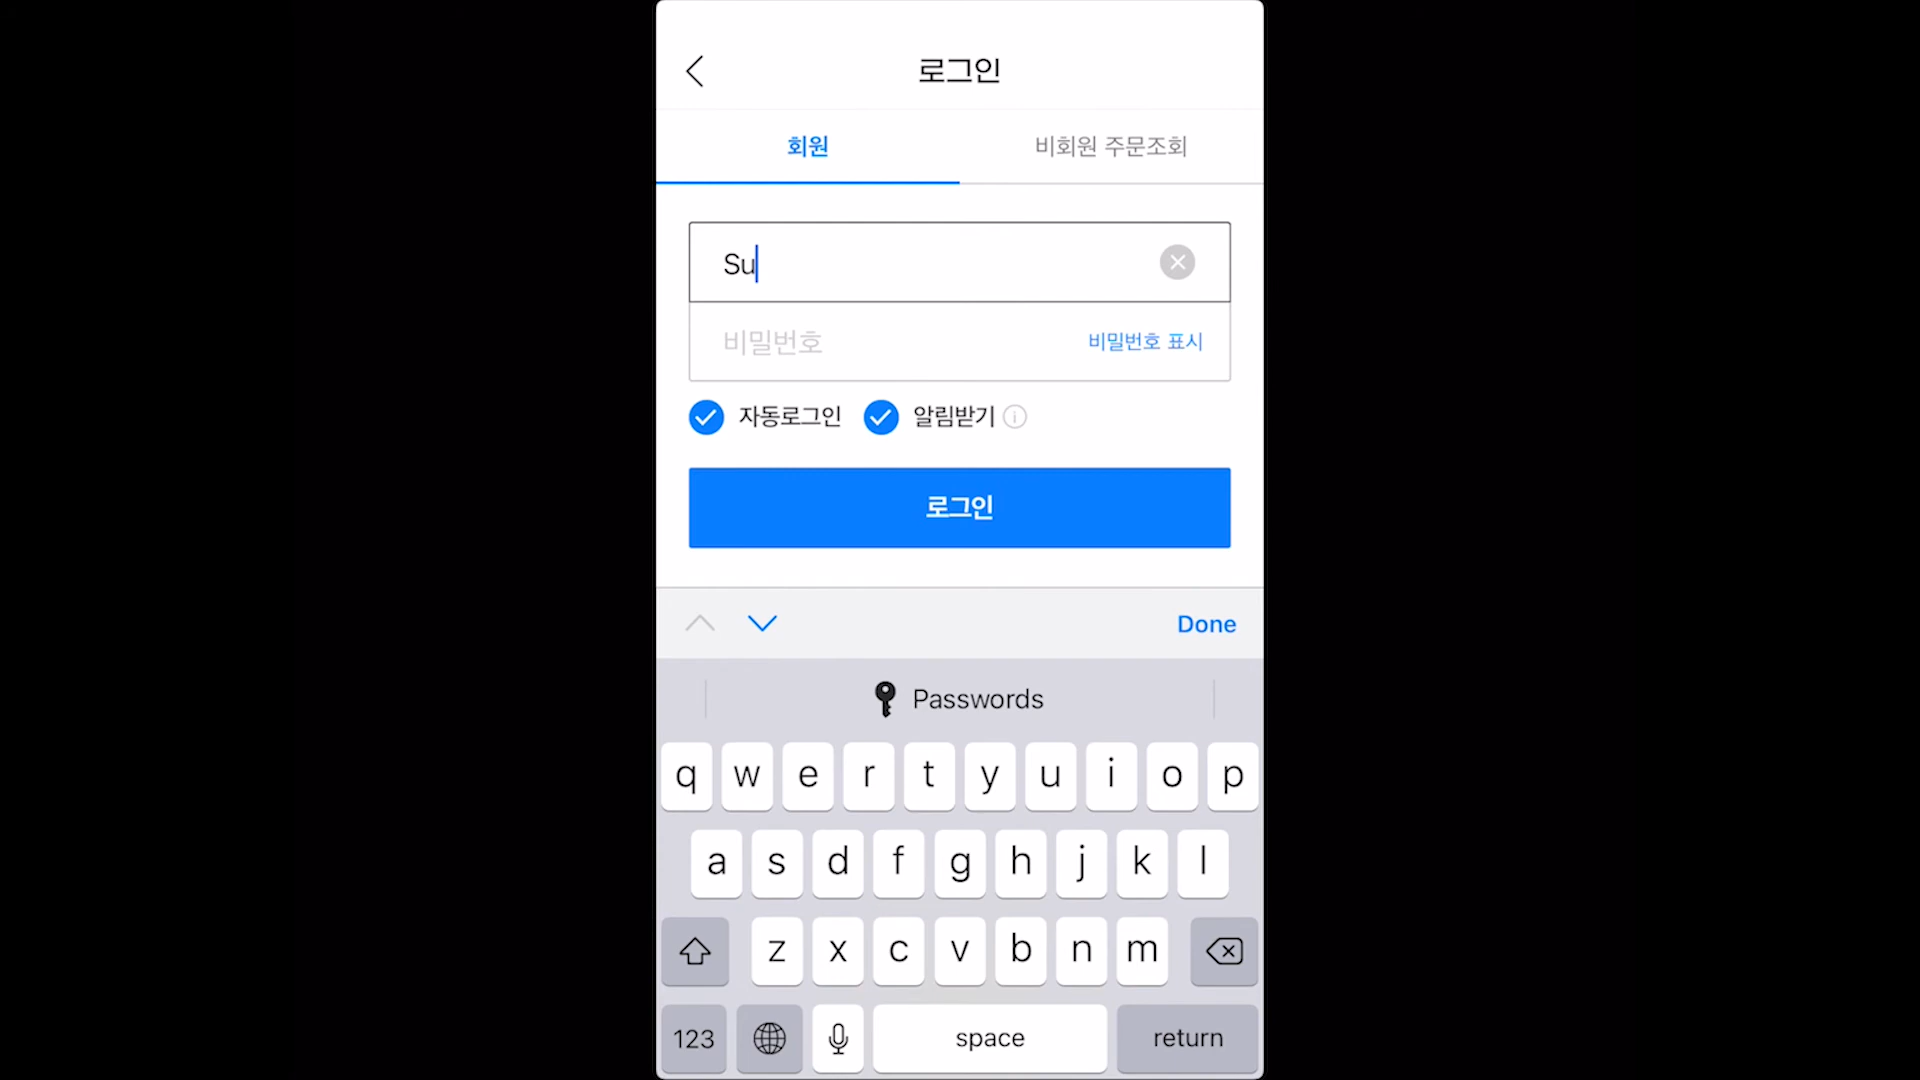 로그인
회원
비회원 주문조회
Su
비밀번호
비밀번호 표시
자동로그인
알림받기
로그인
Done
Passwords
q w e r t y u i o p
a s d f g h j k l
z x c v b n m
123 space return